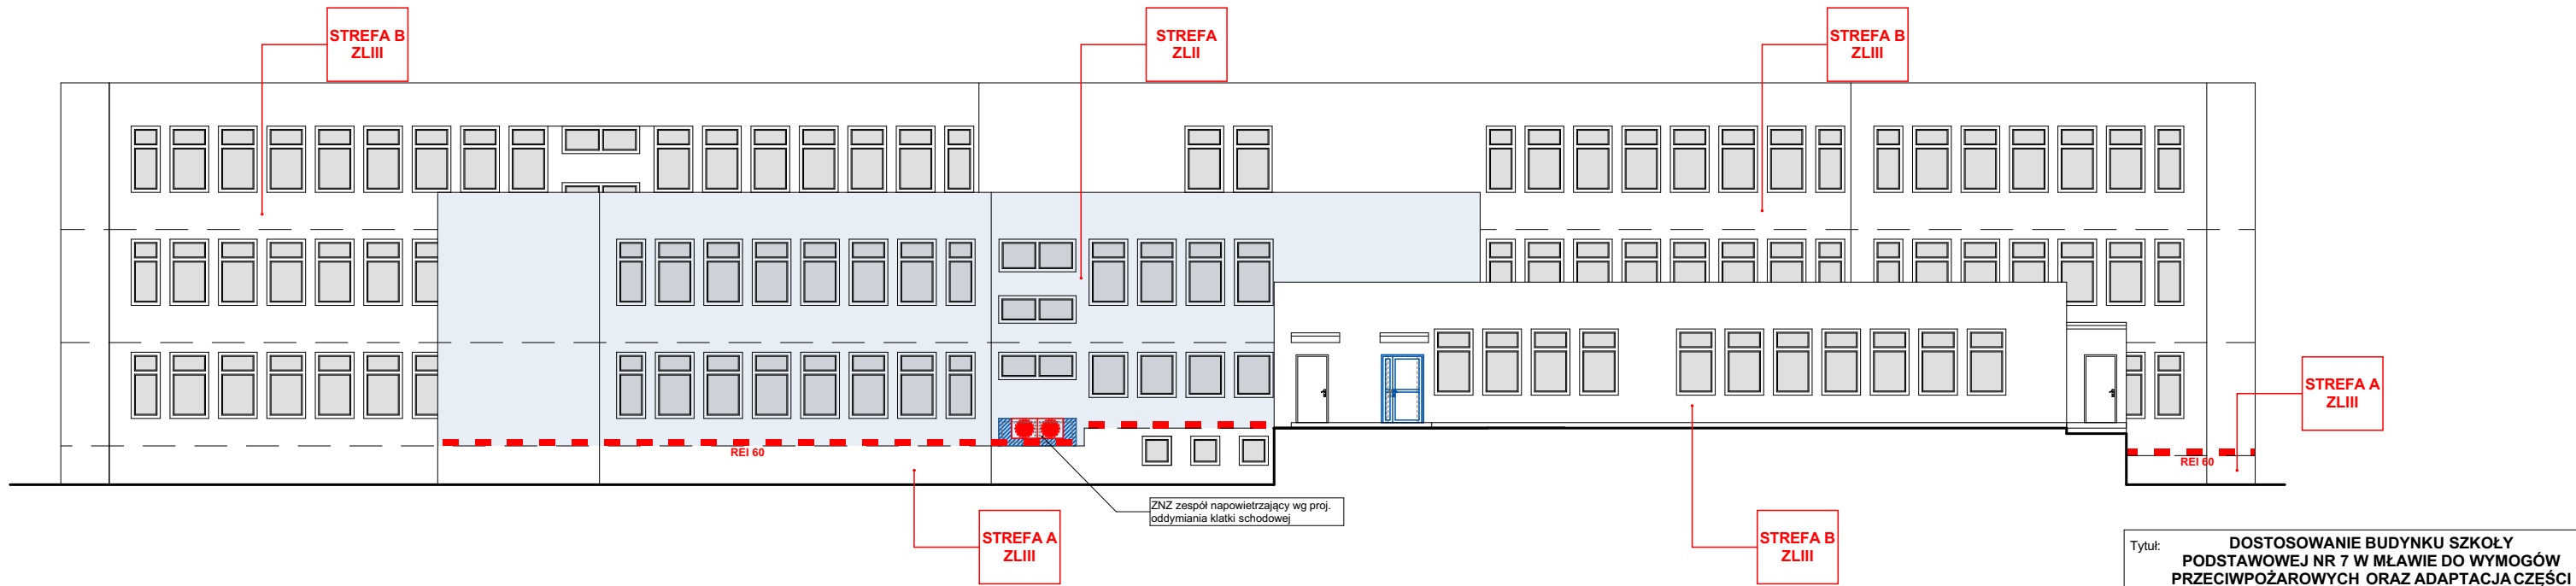 STREFA B
ZLIII
STREFA
ZLII
STREFA B
ZLIII
STREFA A
ZLIII
REI 60
REI 60
ZNZ zespół napowietrzający wg proj.
oddymiania klatki schodowej
STREFA A
ZLIII
STREFA B
ZLIII
Tytuł: DOSTOSOWANIE BUDYNKU SZKOŁY
PODSTAWOWEJ NR 7 W MŁAWIE DO WYMOGÓW
PRZECIWPOŻAROWYCH ORAZ ADAPTACJA CZĘŚCI